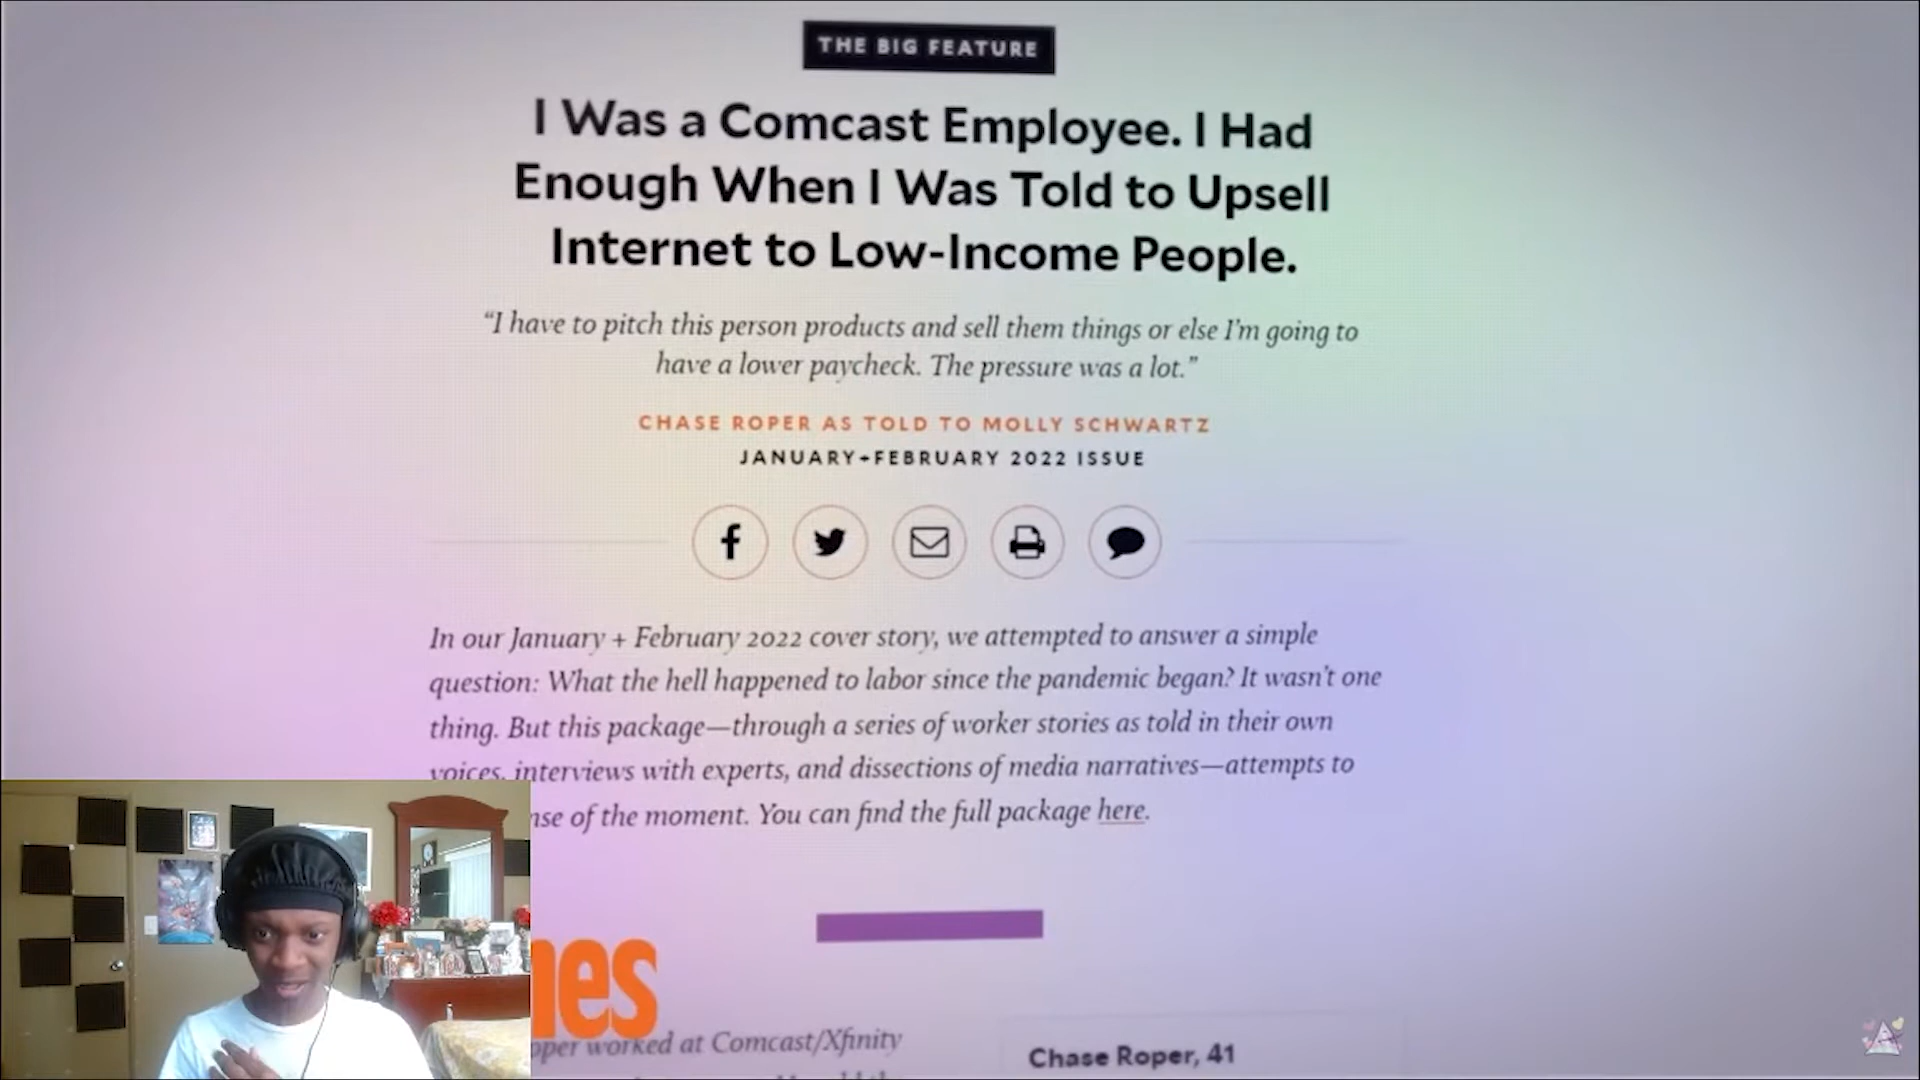 THE BIG FEATURE
I Was a Comcast Employee. I Had
Enough When I Was Told to Upsell
Internet to Low-Income People.
“I have to pitch this person products and sell them things or else I’m going to
have a lower paycheck. The pressure was a lot.”
CHASE ROPER AS TOLD TO MOLLY SCHWARTZ
JANUARY+FEBRUARY 2022 ISSUE
In our January + February 2022 cover story, we attempted to answer a simple
question: What the hell happened to labor since the pandemic began? It wasn’t one
thing. But this package—through a series of worker stories as told in their own
voices, interviews with experts, and dissections of media narratives—attempts to
of the moment. You can find the full package here.
worked at Comcast/Xfinity
Chase Roper, 41